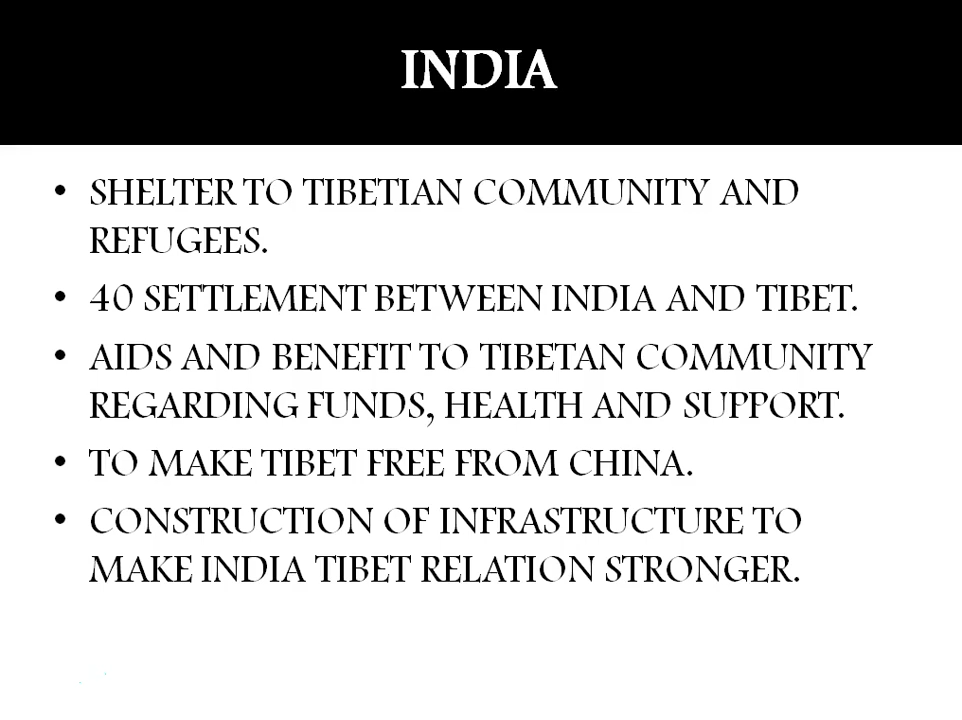 INDIA
• SHELTER TO TIBETIAN COMMUNITY AND
REFUGEES.
• 40 SETTLEMENT BETWEEN INDIA AND TIBET.
• AIDS AND BENEFIT TO TIBETAN COMMUNITY
REGARDING FUNDS, HEALTH AND SUPPORT.
• TO MAKE TIBET FREE FROM CHINA.
• CONSTRUCTION OF INFRASTRUCTURE TO
MAKE INDIA TIBET RELATION STRONGER.